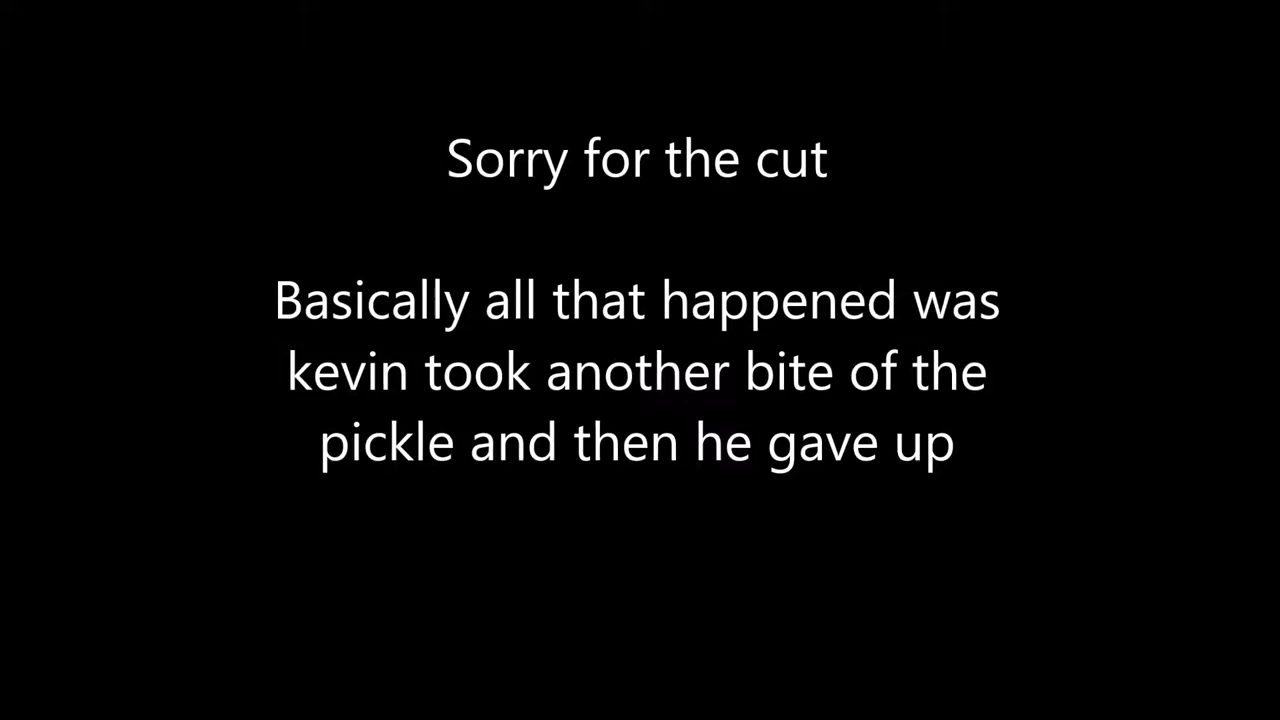 Sorry for the cut
Basically all that happened was
kevin took another bite of the
pickle and then he gave up